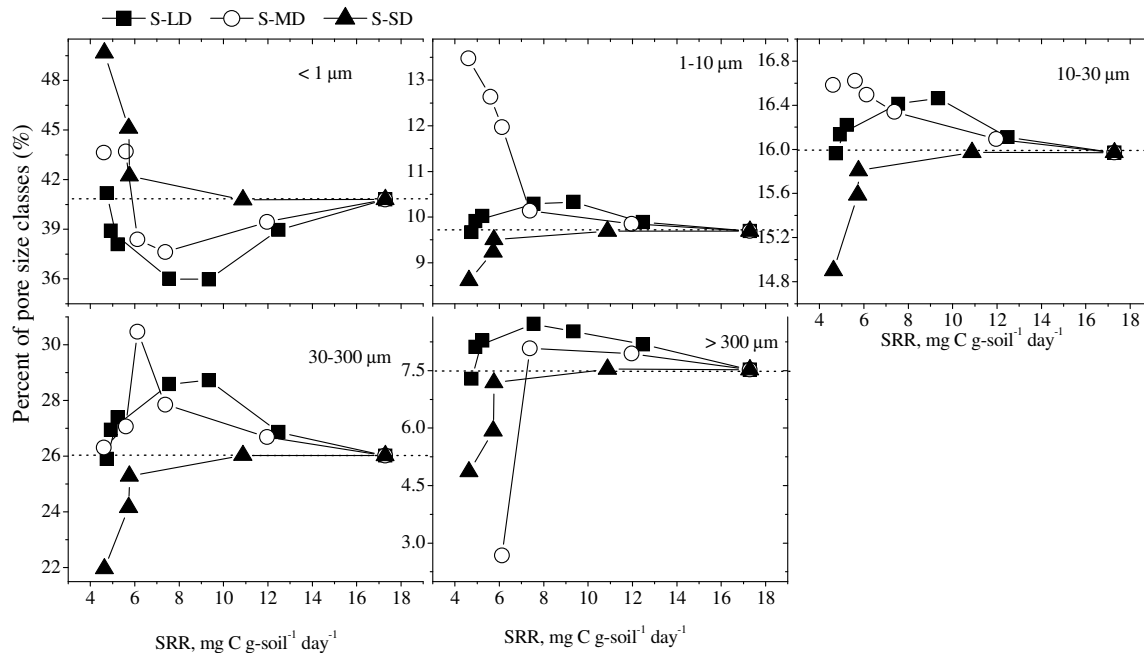 S-LD S-MD S-SD
Percent of pore size classes (%)
< 1 µm
48
45
42
39
36
1-10 µm
13
12
11
10
9
10-30 µm
16.8
16.4
16.0
15.6
15.2
14.8
4 6 8 10 12 14 16 18
SRR, mg C g-soil⁻¹ day⁻¹
30-300 µm
30
28
26
24
22
4 6 8 10 12 14 16 18
SRR, mg C g-soil⁻¹ day⁻¹
> 300 µm
7.5
6.0
4.5
3.0
4 6 8 10 12 14 16 18
SRR, mg C g-soil⁻¹ day⁻¹